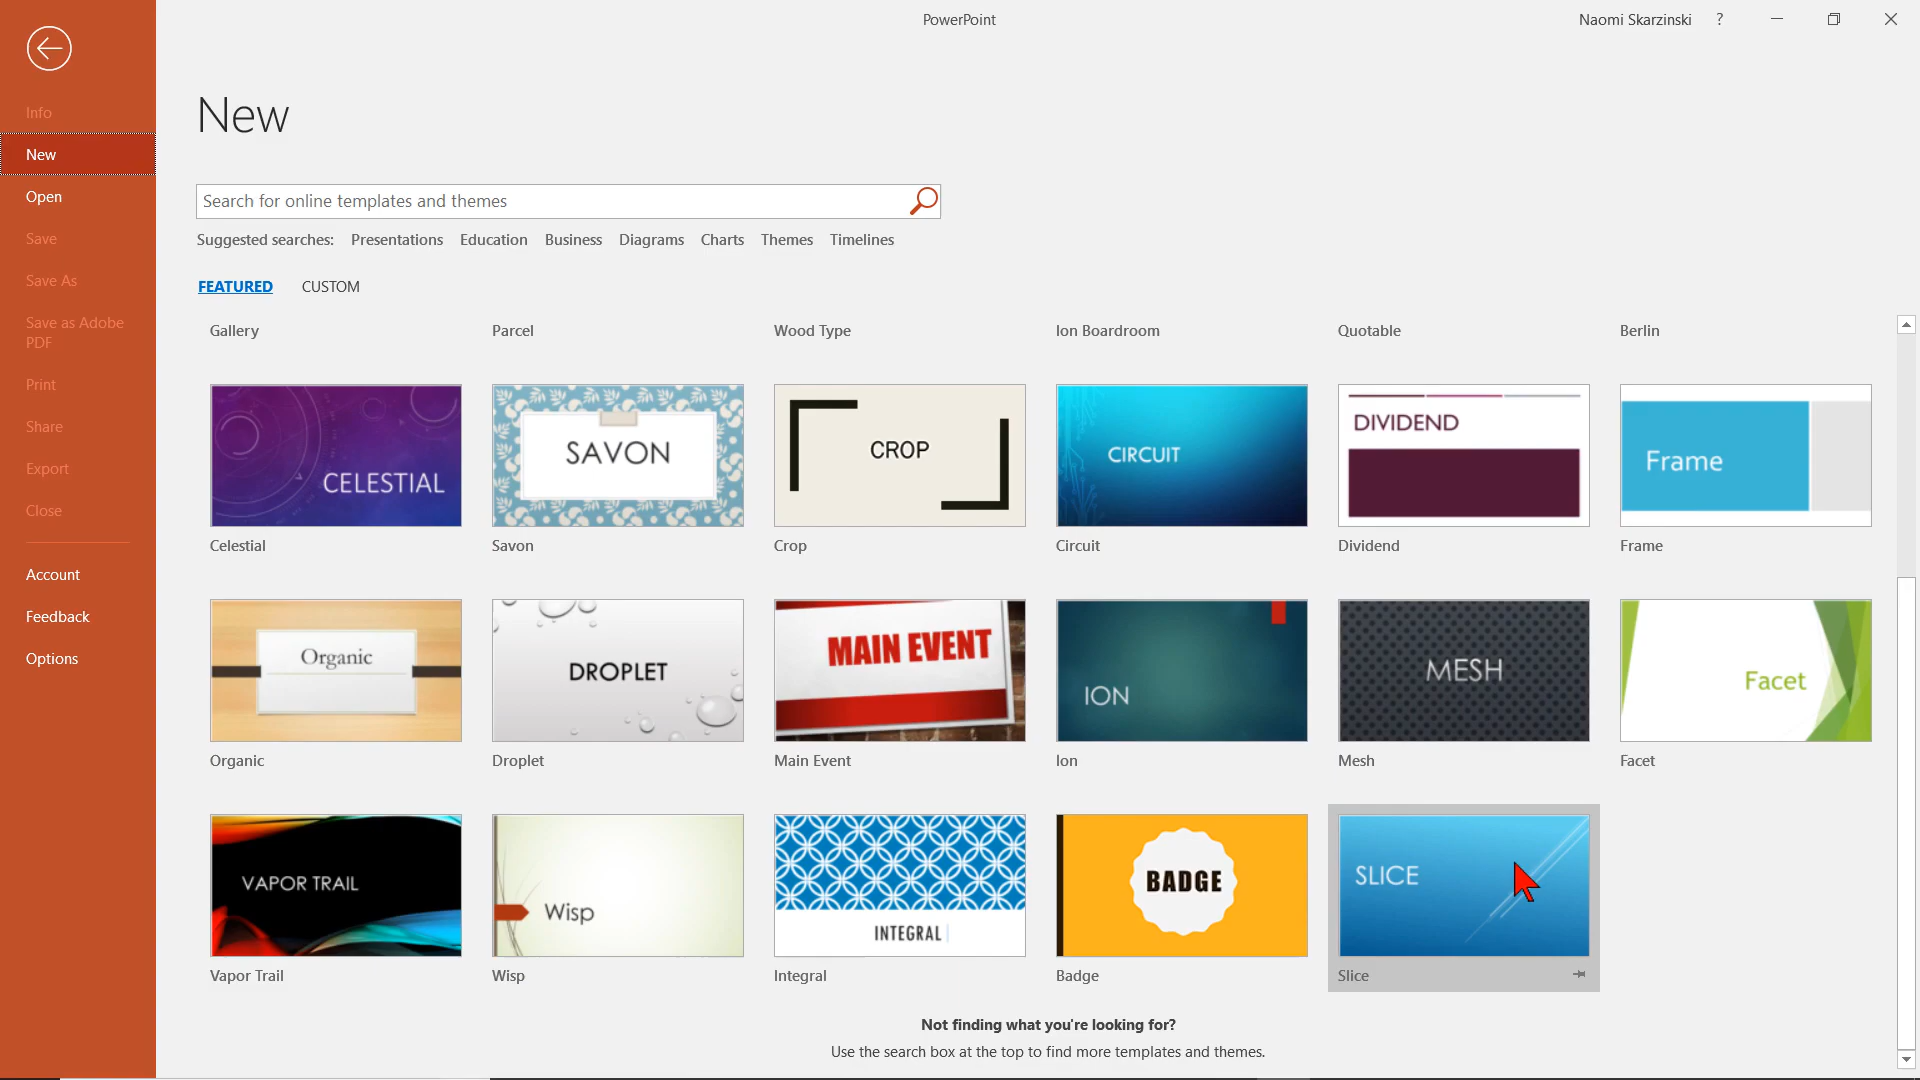 PowerPoint
Naomi Skarzinski ?
Info
New
Open
Save
Save As
Save as Adobe
PDF
Print
Share
Export
Close
Account
Feedback
Options
New
Search for online templates and themes
Suggested searches: Presentations Education Business Diagrams Charts Themes Timelines
FEATURED CUSTOM
Gallery Parcel Wood Type Ion Boardroom Quotable Berlin
CELESTIAL SAVON CROP CIRCUIT DIVIDEND Frame
Celestial Savon Crop Circuit Dividend Frame
Organic DROPLET MAIN EVENT ION MESH Facet
Organic Droplet Main Event Ion Mesh Facet
VAPOR TRAIL Wisp INTEGRAL BADGE SLICE
Vapor Trail Wisp Integral Badge Slice
Not finding what you're looking for?
Use the search box at the top to find more templates and themes.